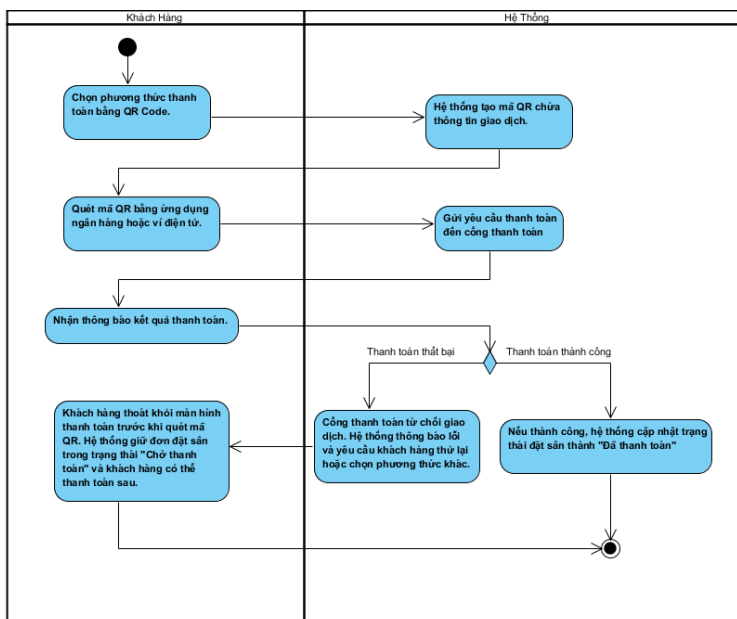 Khách Hàng
Hệ Thống
Chọn phương thức thanh
toán bằng QR Code.
Hệ thống tạo mã QR chứa
thông tin giao dịch.
Quét mã QR bằng ứng dụng
ngân hàng hoặc ví điện tử.
Gửi yêu cầu thanh toán
đến cổng thanh toán
Nhận thông báo kết quả thanh toán.
Thanh toán thất bại
Thanh toán thành công
Khách hàng thoát khỏi màn hình
thanh toán trước khi quét mã
QR. Hệ thống giữ đơn đặt sân
trong trạng thái "Chờ thanh
toán" và khách hàng có thể
thanh toán sau.
Cổng thanh toán từ chối giao
dịch. Hệ thống thông báo lỗi
và yêu cầu khách hàng thử lại
hoặc chọn phương thức khác.
Nếu thành công, hệ thống cập nhật trạng
thái đặt sân thành "Đã thanh toán"